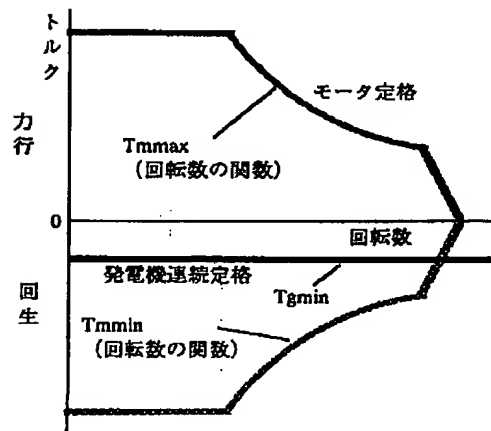 トルク
力行
モータ定格
Tmmax
（回転数の関数）
0
回転数
発電機連続定格
Tgmin
回生
Tmmin
（回転数の関数）